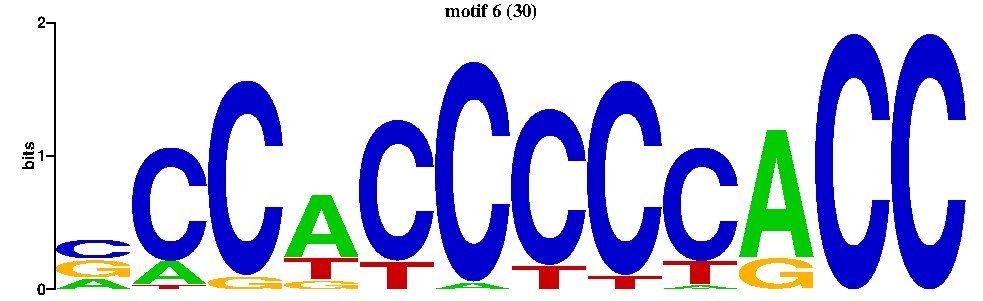 motif 6 (30)
2
bits
1
0
C C C A C C C C C A C C
G A G T T A T T T G
A T G A